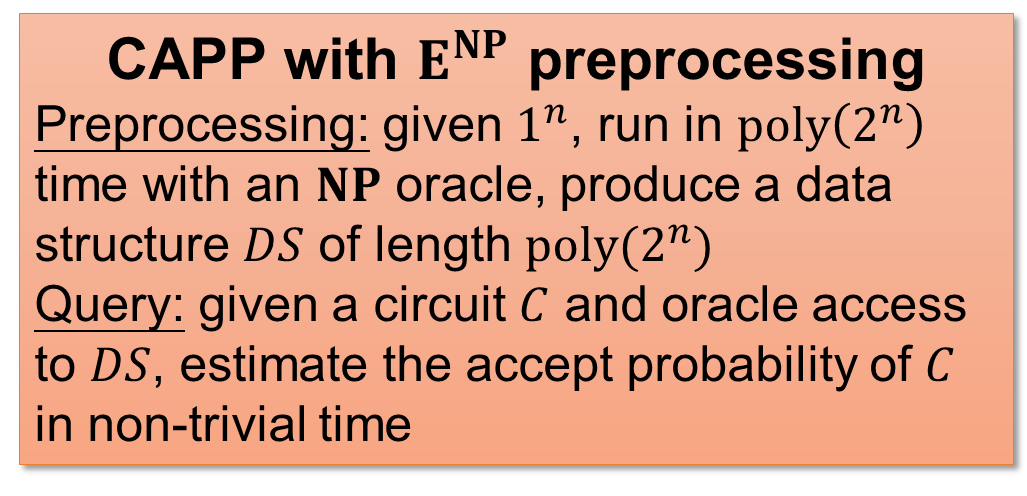 CAPP with E^NP preprocessing
Preprocessing: given 1^n, run in poly(2^n)
time with an NP oracle, produce a data
structure DS of length poly(2^n)
Query: given a circuit C and oracle access
to DS, estimate the accept probability of C
in non-trivial time